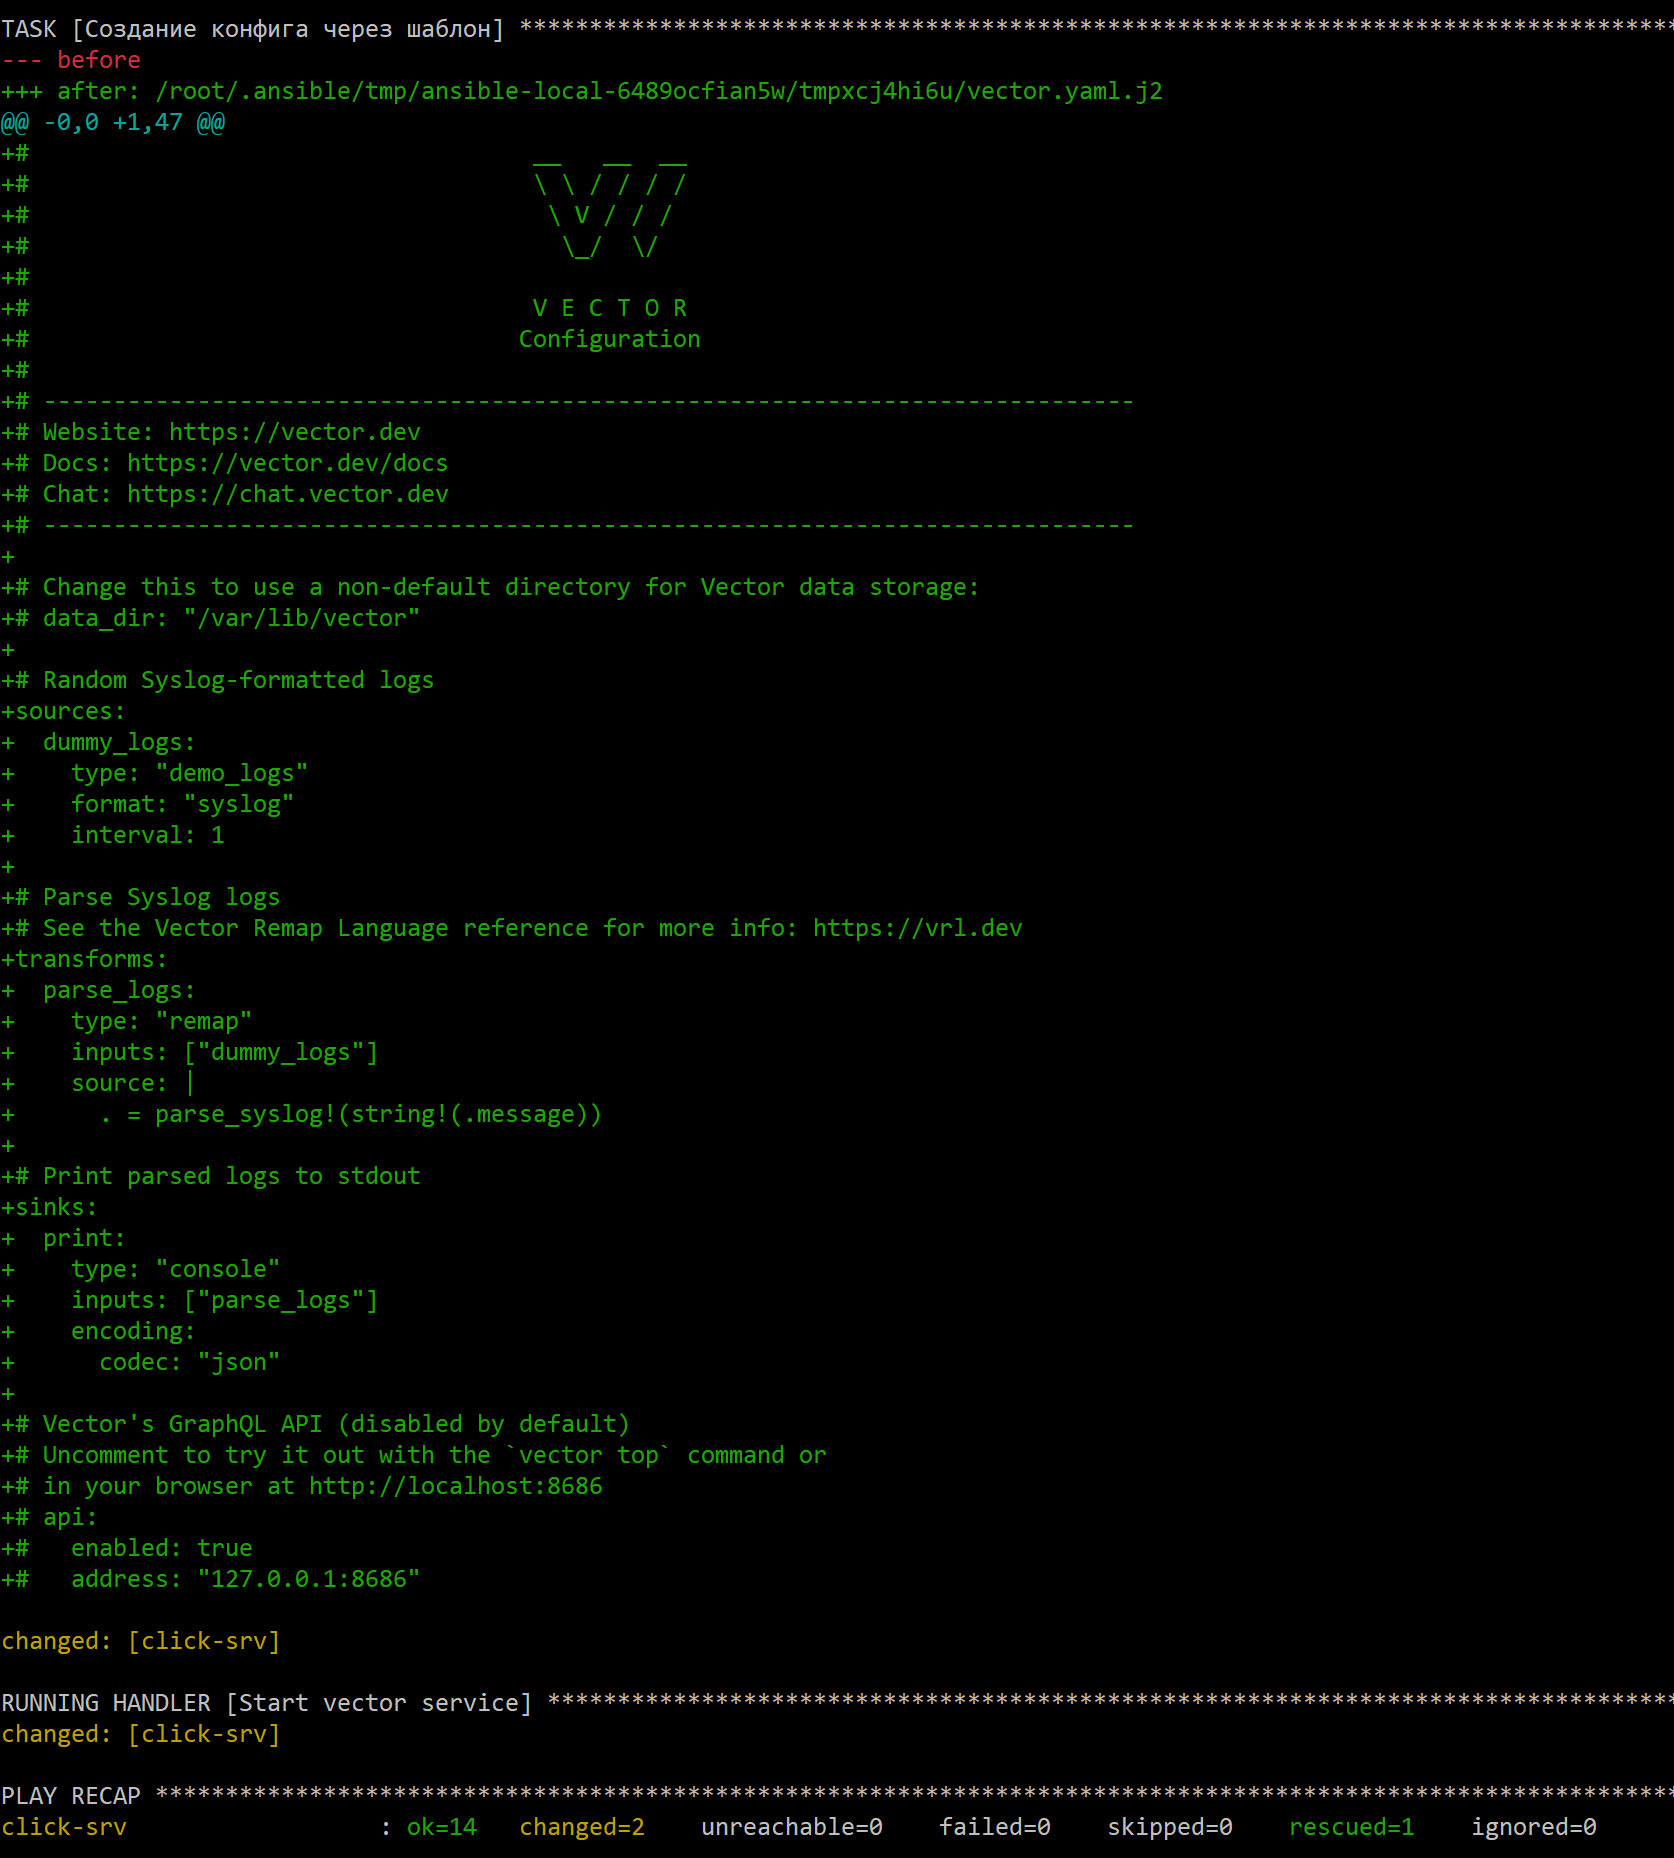 TASK [Создание конфига через шаблон] ***********************************************************************************
--- before
+++ after: /root/.ansible/tmp/ansible-local-6489ocfian5w/tmpxcj4hi6u/vector.yaml.j2
@@ -0,0 +1,47 @@
+#                                    __   __  __
+#                                    \ \ / / / /
+#                                     \ V / / /
+#                                      \_/  \/
+#
+#                                    V E C T O R
+#                                   Configuration
+#
+# ------------------------------------------------------------------------------
+# Website: https://vector.dev
+# Docs: https://vector.dev/docs
+# Chat: https://chat.vector.dev
+# ------------------------------------------------------------------------------
+
+# Change this to use a non-default directory for Vector data storage:
+# data_dir: "/var/lib/vector"
+
+# Random Syslog-formatted logs
+sources:
+  dummy_logs:
+    type: "demo_logs"
+    format: "syslog"
+    interval: 1
+
+# Parse Syslog logs
+# See the Vector Remap Language reference for more info: https://vrl.dev
+transforms:
+  parse_logs:
+    type: "remap"
+    inputs: ["dummy_logs"]
+    source: |
+      . = parse_syslog!(string!(.message))
+
+# Print parsed logs to stdout
+sinks:
+  print:
+    type: "console"
+    inputs: ["parse_logs"]
+    encoding:
+      codec: "json"
+
+# Vector's GraphQL API (disabled by default)
+# Uncomment to try it out with the `vector top` command or
+# in your browser at http://localhost:8686
+# api:
+#   enabled: true
+#   address: "127.0.0.1:8686"

changed: [click-srv]

RUNNING HANDLER [Start vector service] *********************************************************************************
changed: [click-srv]

PLAY RECAP *************************************************************************************************************
click-srv                  : ok=14   changed=2    unreachable=0    failed=0    skipped=0    rescued=1    ignored=0